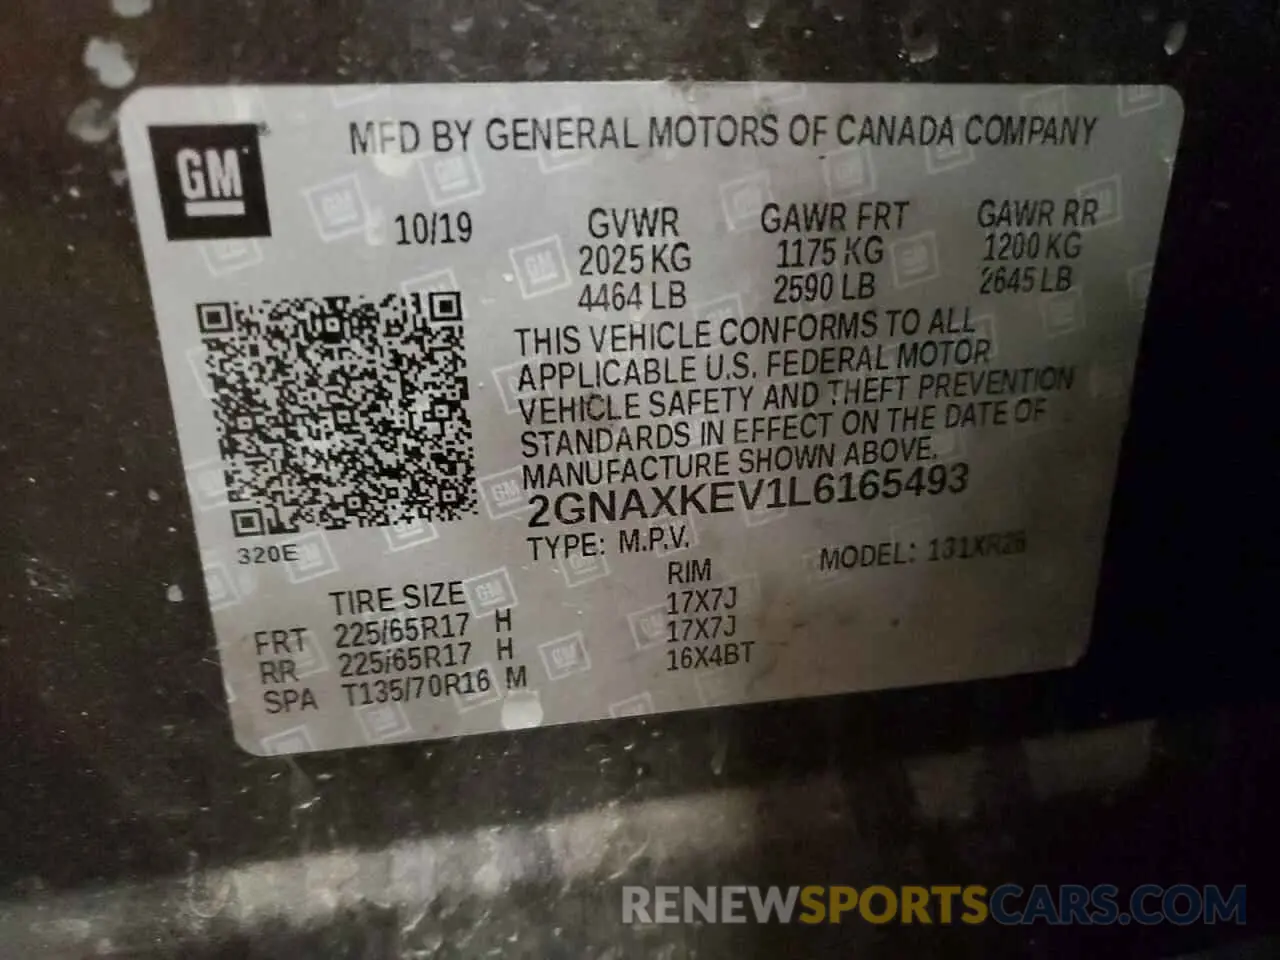 GM
MFD BY GENERAL MOTORS OF CANADA COMPANY
10/19 GVWR GAWR FRT GAWR RR
2025 KG 1175 KG 1200 KG
4464 LB 2590 LB 2645 LB
THIS VEHICLE CONFORMS TO ALL
APPLICABLE U.S. FEDERAL MOTOR
VEHICLE SAFETY AND THEFT PREVENTION
STANDARDS IN EFFECT ON THE DATE OF
MANUFACTURE SHOWN ABOVE.
2GNAXKEV1L6165493
320E
TYPE: M.P.V. MODEL: 131XR26
TIRE SIZE RIM
FRT 225/65R17 H 17X7J
RR 225/65R17 H 17X7J
SPA T135/70R16 M 16X4BT
RENEWSPORTSCARS.COM